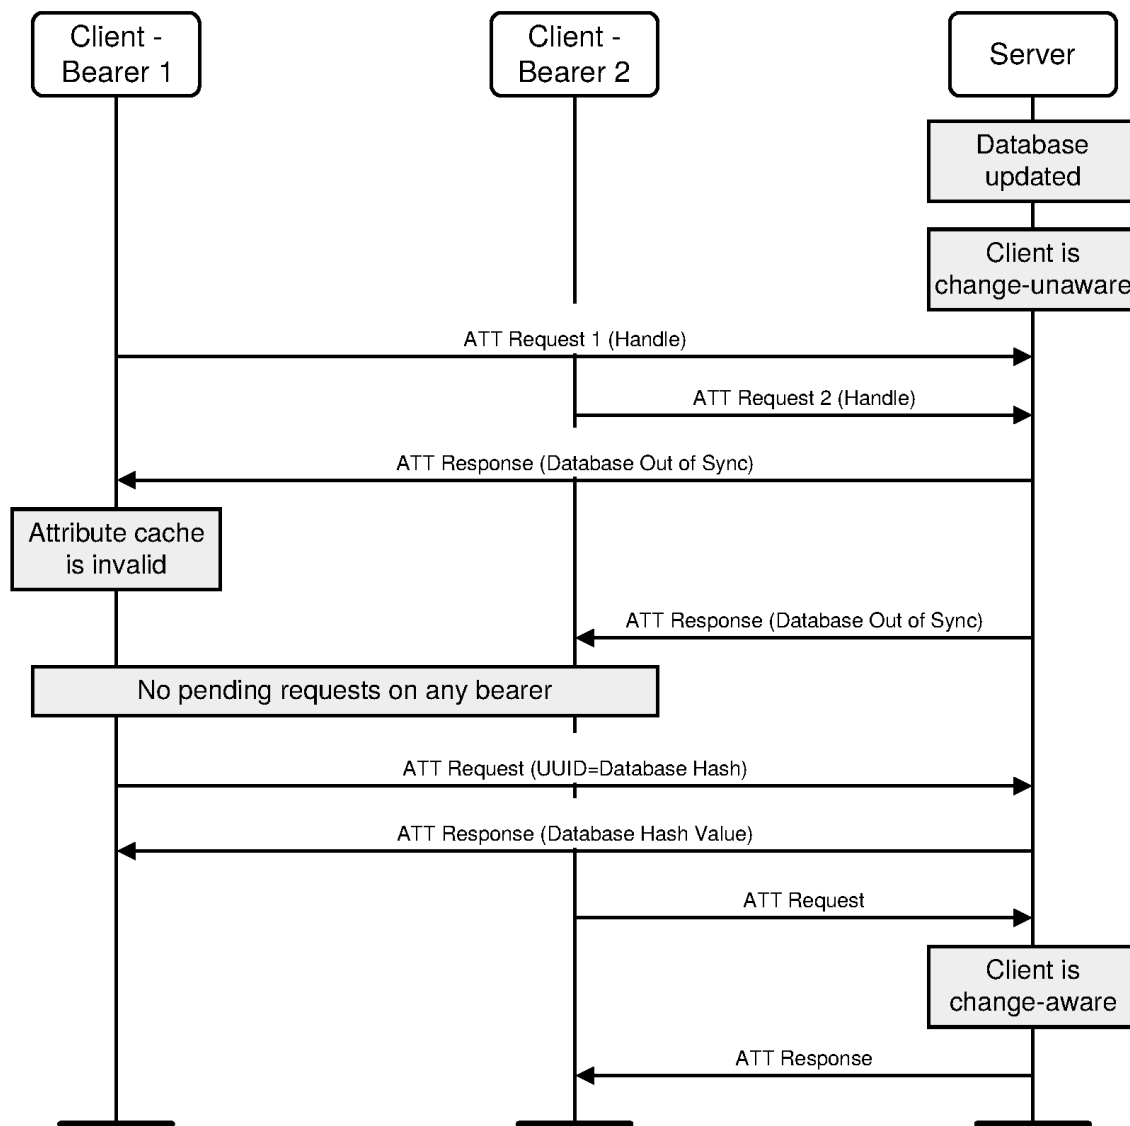 Client -
Bearer 1
Client -
Bearer 2
Server
Database
updated
Client is
change-unaware
ATT Request 1 (Handle)
ATT Request 2 (Handle)
ATT Response (Database Out of Sync)
Attribute cache
is invalid
ATT Response (Database Out of Sync)
No pending requests on any bearer
ATT Request (UUID=Database Hash)
ATT Response (Database Hash Value)
ATT Request
Client is
change-aware
ATT Response